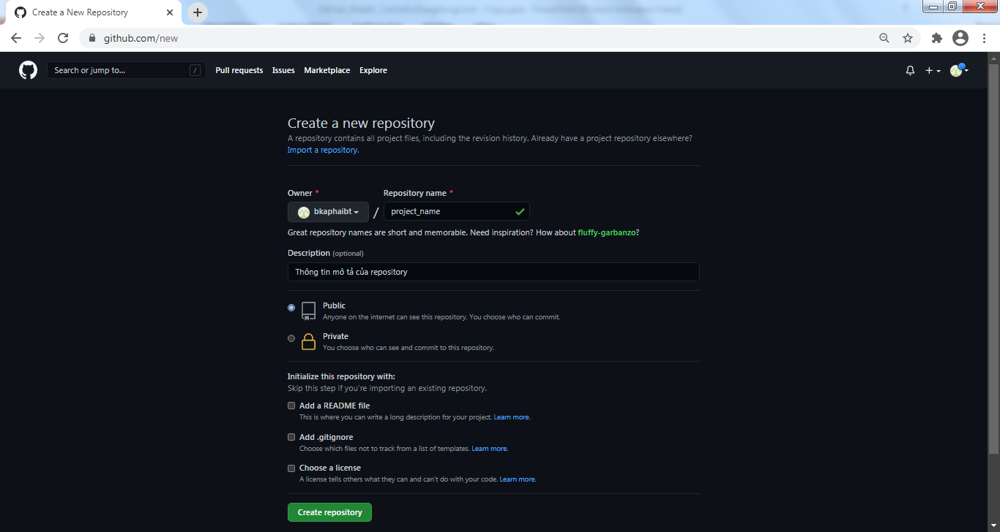 Create a New Repository
github.com/new
Search or jump to... /
Pull requests Issues Marketplace Explore
Create a new repository
A repository contains all project files, including the revision history. Already have a project repository elsewhere?
Import a repository.
Owner * Repository name *
bkaphaibt / project_name
Great repository names are short and memorable. Need inspiration? How about fluffy-garbanzo?
Description (optional)
Thông tin mô tả của repository
Public
Anyone on the internet can see this repository. You choose who can commit.
Private
You choose who can see and commit to this repository.
Initialize this repository with:
Skip this step if you're importing an existing repository.
Add a README file
This is where you can write a long description for your project. Learn more.
Add .gitignore
Choose which files not to track from a list of templates. Learn more.
Choose a license
A license tells others what they can and can't do with your code. Learn more.
Create repository